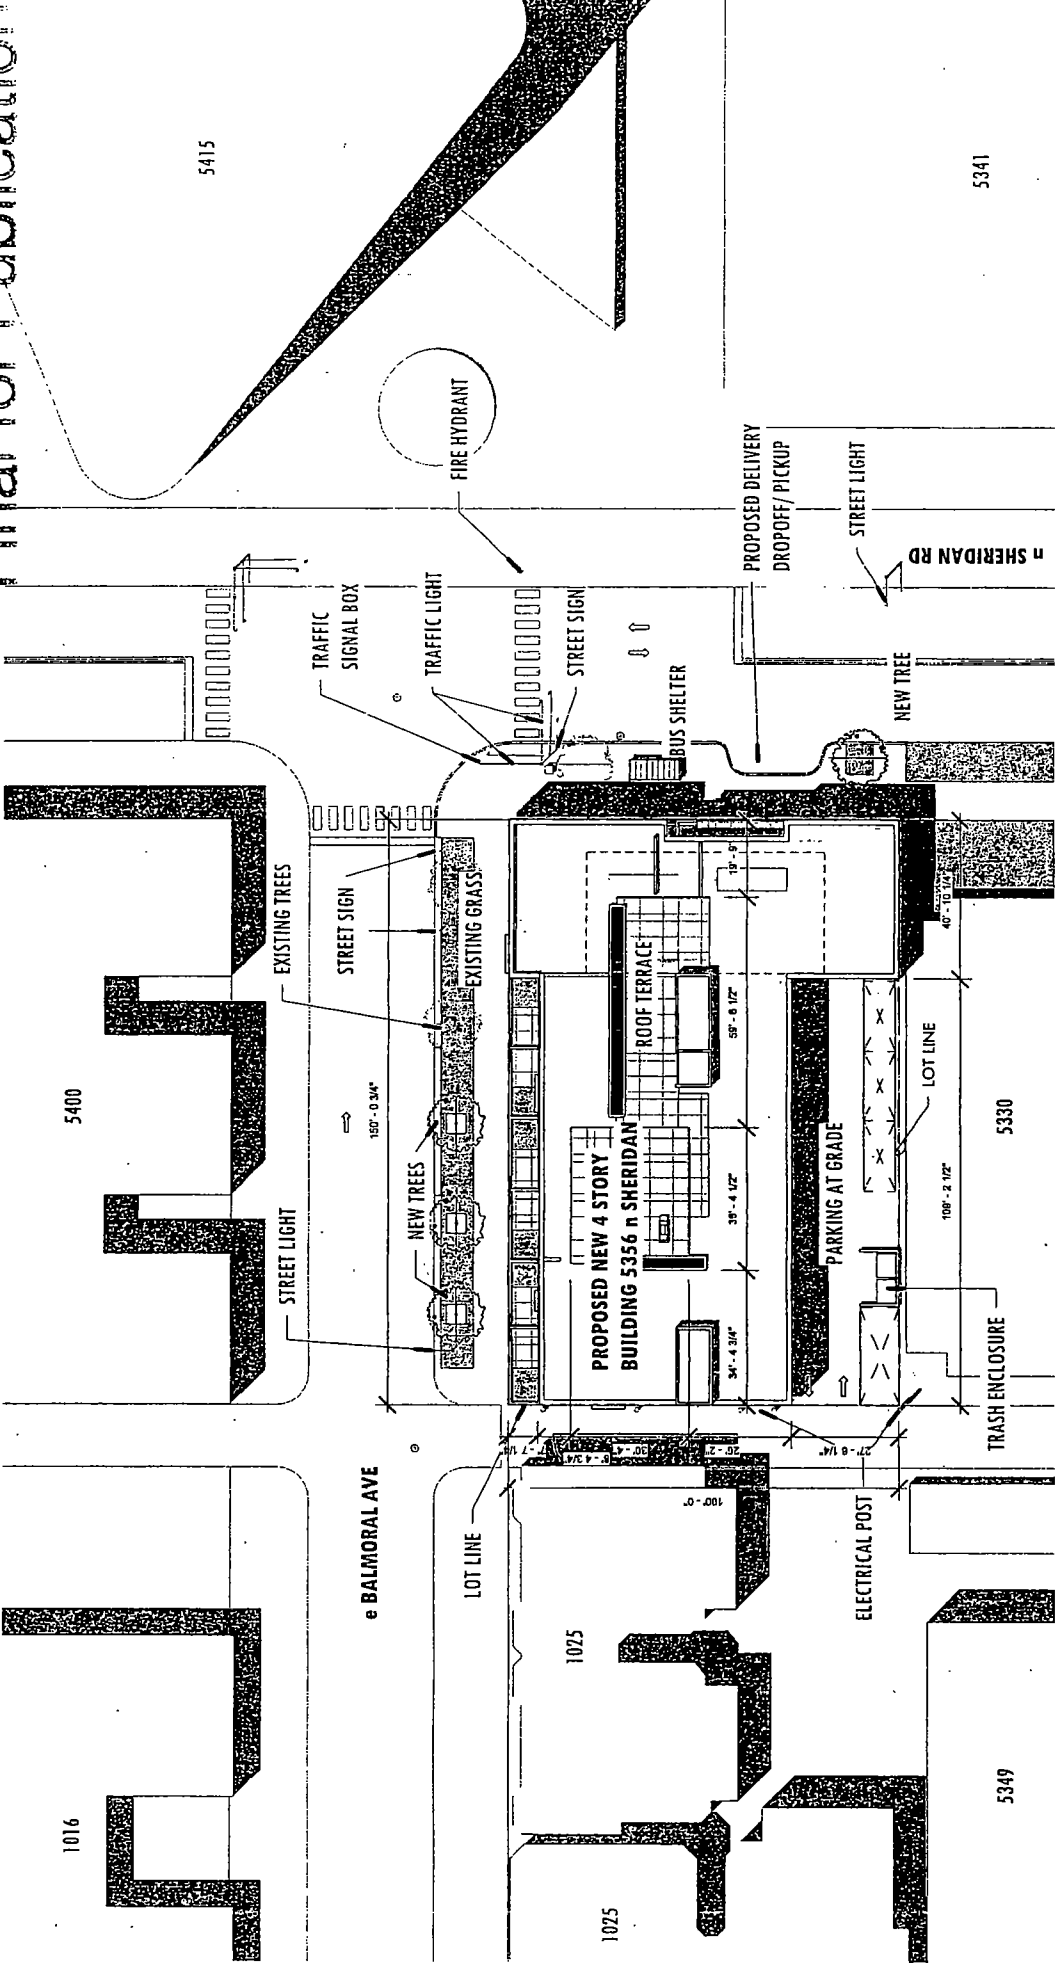 5415
5341
FIRE HYDRANT
PROPOSED DELIVERY
DROPOFF/ PICKUP
STREET LIGHT
n SHERIDAN RD
TRAFFIC
SIGNAL BOX
TRAFFIC LIGHT
STREET SIGN
BUS SHELTER
NEW TREE
EXISTING TREES
STREET SIGN
EXISTING GRASS
5400
150' - 0 3/4"
STREET LIGHT
NEW TREES
ROOF TERRACE
19' - 9"
59' - 6 1/2"
35' - 4 1/2"
34' - 4 3/4"
PROPOSED NEW 4 STORY
BUILDING 5356 n SHERIDAN
PARKING AT GRADE
40' - 10 1/4"
109' - 2 1/2"
LOT LINE
5330
TRASH ENCLOSURE
ELECTRICAL POST
27' - 6 1/4"
100' - 0"
LOT LINE
e BALMORAL AVE
1016
1025
1025
5349